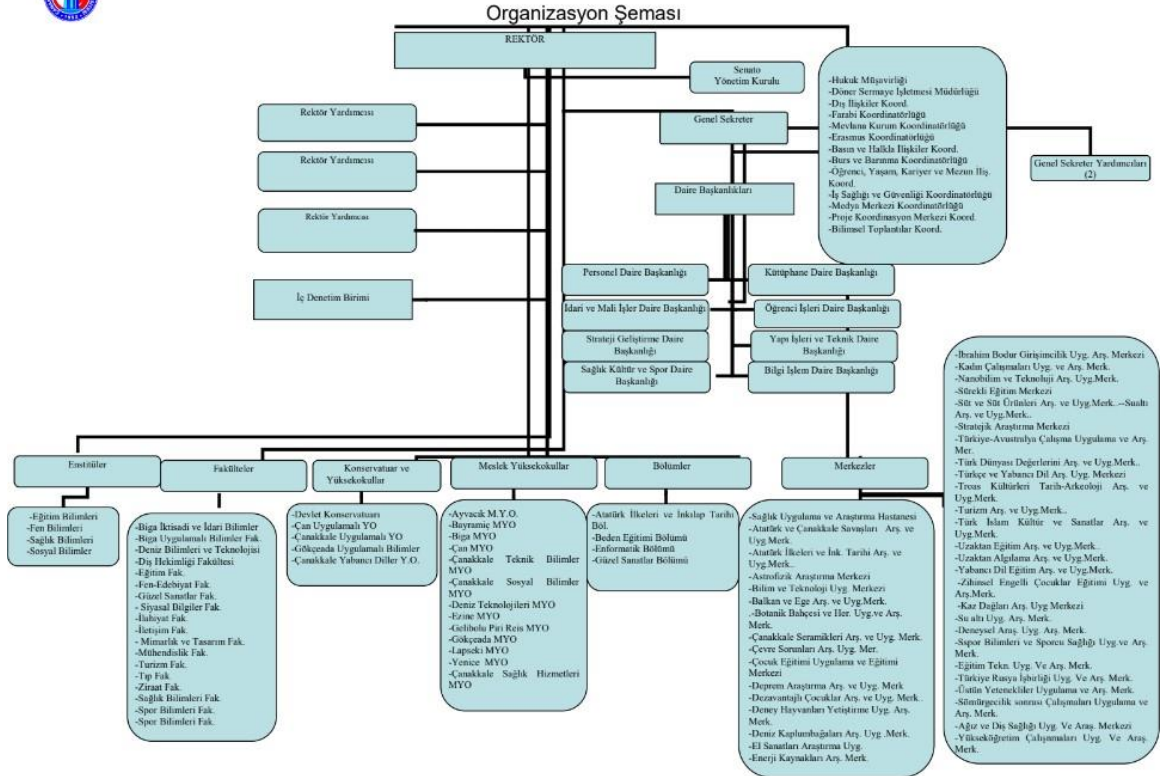 Organizasyon Şeması
REKTÖR
Senato
Yönetim Kurulu
Rektör Yardımcısı
Rektör Yardımcısı
Rektör Yardımcısı
İç Denetim Birimi
Genel Sekreter
Daire Başkanlıkları
-Hukuk Müşavirliği
-Döner Sermaye İşletmesi Müdürlüğü
-Dış İlişkiler Koord.
-Farabi Koordinatörlüğü
-Mevlana Kurum Koordinatörlüğü
-Erasmus Koordinatörlüğü
-Basın ve Halkla İlişkiler Koord.
-Burs ve Barınma Koordinatörlüğü
-Öğrenci, Yaşam, Kariyer ve Mezun İliş.
Koord.
-İş Sağlığı ve Güvenliği Koordinatörlüğü
-Medya Merkezi Koordinatörlüğü
-Proje Koordinasyon Merkezi Koord.
-Bilimsel Toplantılar Koord.
Genel Sekreter Yardımcıları
(2)
Personel Daire Başkanlığı
Kütüphane Daire Başkanlığı
İdari ve Mali İşler Daire Başkanlığı
Öğrenci İşleri Daire Başkanlığı
Strateji Geliştirme Daire
Başkanlığı
Yapı İşleri ve Teknik Daire
Başkanlığı
Sağlık Kültür ve Spor Daire
Başkanlığı
Bilgi İşlem Daire Başkanlığı
Enstitüler
-Eğitim Bilimleri
-Fen Bilimleri
-Sağlık Bilimleri
-Sosyal Bilimler
Fakülteler
-Biga İktisadi ve İdari Bilimler
-Biga Uygulamalı Bilimler Fak.
-Deniz Bilimleri ve Teknolojisi
-Diş Hekimliği Fakültesi
-Eğitim Fak.
-Fen-Edebiyat Fak.
-Güzel Sanatlar Fak.
- Siyasal Bilgiler Fak.
-İlahiyat Fak.
-İletişim Fak.
- Mimarlık ve Tasarım Fak.
-Mühendislik Fak.
-Turizm Fak.
-Tıp Fak.
-Ziraat Fak.
-Sağlık Bilimleri Fak.
-Spor Bilimleri Fak.
-Spor Bilimleri Fak.
Konservatuar ve
Yüksekokullar
-Devlet Konservatuarı
-Çan Uygulamalı YO
-Çanakkale Uygulamalı YO
-Gökçeada Uygulamalı Bilimler
-Çanakkale Yabancı Diller Y.O.
Meslek Yüksekokullar
-Ayvacık M.Y.O.
-Bayramiç MYO
-Biga MYO
-Çan MYO
-Çanakkale Teknik Bilimler
MYO
-Çanakkale Sosyal Bilimler
MYO
-Deniz Teknolojileri MYO
-Ezine MYO
-Gelibolu Piri Reis MYO
-Gökçeada MYO
-Lapseki MYO
-Yenice MYO
-Çanakkale Sağlık Hizmetleri
MYO
Bölümler
-Atatürk İlkeleri ve İnkılap Tarihi
Böl.
-Beden Eğitimi Bölümü
-Enformatik Bölümü
-Güzel Sanatlar Bölümü
Merkezler
-Sağlık Uygulama ve Araştırma Hastanesi
-Atatürk ve Çanakkale Savaşları Arş. ve
Uyg Merk.
-Atatürk İlkeleri ve İnk. Tarihi Arş. ve
Uyg.Merk..
-Astrofizik Araştırma Merkezi
-Bilim ve Teknoloji Uyg. Merkezi
-Balkan ve Ege Arş. ve Uyg.Merk.
.-Botanik Bahçesi ve Her. Uyg.ve Arş.
Merk.
-Çanakkale Seramikleri Arş. ve Uyg. Merk.
-Çevre Sorunları Arş. Uyg. Mer.
-Çocuk Eğitimi Uygulama ve Eğitimi
Merkezi
-Deprem Araştırma Arş. ve Uyg. Merk
-Dezavantajlı Çocuklar Arş. ve Uyg. Merk..
-Deney Hayvanları Yetiştirme Uyg. Arş.
Merk.
-Deniz Kaplumbağaları Arş. Uyg .Merk.
-El Sanatları Araştırma Uyg.
-Enerji Kaynakları Arş. Merk.
-İbrahim Bodur Girişimcilik Uyg. Arş. Merkezi
-Kadın Çalışmaları Uyg. ve Arş. Merk.
-Nanobilim ve Teknoloji Arş. Uyg.Merk.
-Sürekli Eğitim Merkezi
-Süt ve Süt Ürünleri Arş. ve Uyg.Merk..--Sualtı
Arş. ve Uyg.Merk..
-Stratejik Araştırma Merkezi
-Türkiye-Avustralya Çalışma Uygulama ve Arş.
Mer.
-Türk Dünyası Değerlerini Arş. ve Uyg.Merk..
-Türkçe ve Yabancı Dil Arş. Uyg. Merkezi
-Troas Kültürleri Tarih-Arkeoloji Arş. ve
Uyg.Merk.
-Turizm Arş. ve Uyg.Merk..
-Türk İslam Kültür ve Sanatlar Arş. ve
Uyg.Merk.
-Uzaktan Eğitim Arş. ve Uyg.Merk..
-Uzaktan Algılama Arş. ve Uyg.Merk.
-Yabancı Dil Eğitim Arş. ve Uyg.Merk.
-Zihinsel Engelli Çocuklar Eğitimi Uyg. ve
Arş.Merk.
-Kaz Dağları Arş. Uyg Merkezi
-Su altı Uyg. Arş. Merk.
-Deneysel Araş. Uyg. Arş. Merk.
-Sspor Bilimleri ve Sporcu Sağlığı Uyg.ve Arş.
Merk.
-Eğitim Tekn. Uyg. Ve Arş. Merk.
-Türkiye Rusya İşbirliği Uyg. Ve Arş. Merk.
-Üstün Yetenekliler Uygulama ve Arş. Merk.
-Sömürgecilik sonrası Çalışmaları Uygulama ve
Arş. Merk.
-Ağız ve Diş Sağlığı Uyg. Ve Araş. Merkezi
-Yükseköğretim Çalışmaları Uyg. Ve Araş.
Merk.